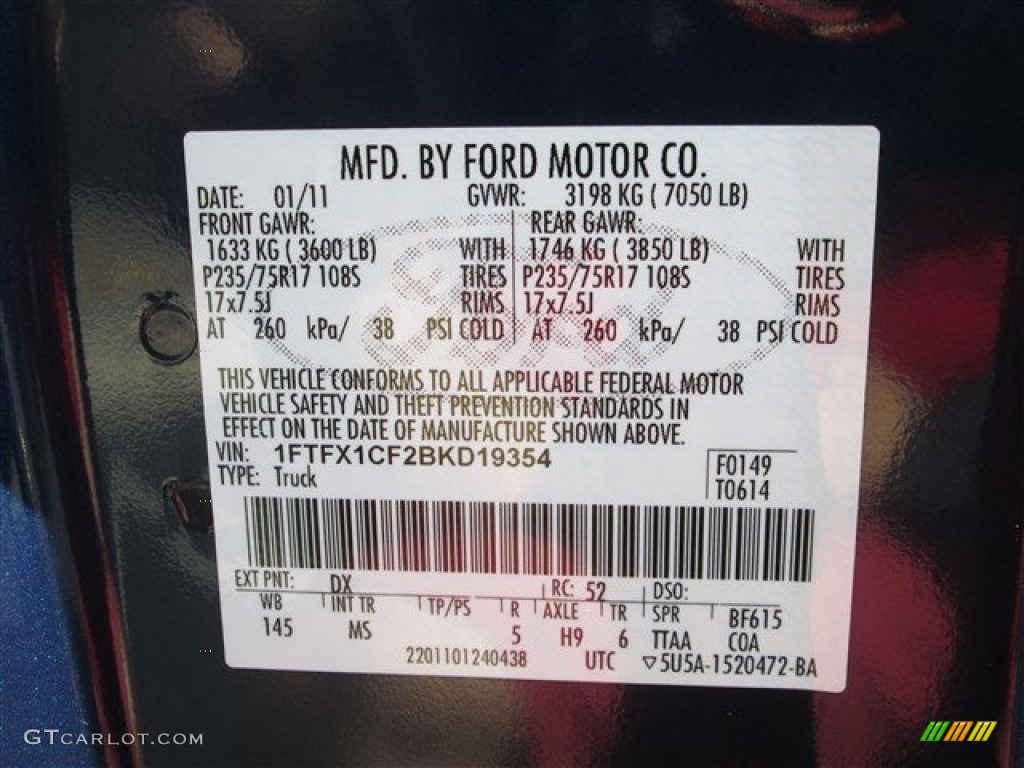 MFD. BY FORD MOTOR CO.
DATE: 01/11 GVWR: 3198 KG ( 7050 LB)
FRONT GAWR: REAR GAWR:
1633 KG ( 3600 LB) WITH 1746 KG ( 3850 LB) WITH
P235/75R17 108S TIRES P235/75R17 108S TIRES
17x7.5J RIMS 17x7.5J RIMS
AT 260 kPa/ 38 PSI COLD AT 260 kPa/ 38 PSI COLD
THIS VEHICLE CONFORMS TO ALL APPLICABLE FEDERAL MOTOR
VEHICLE SAFETY AND THEFT PREVENTION STANDARDS IN
EFFECT ON THE DATE OF MANUFACTURE SHOWN ABOVE.
VIN: 1FTFX1CF2BKD19354
TYPE: Truck
F0149
T0614
EXT PNT: DX RC: 52 DSO:
WB INT TR TP/PS R AXLE TR SPR BF615
145 MS 5 H9 6 TTAA COA
2201101240438 UTC ▽5U5A-1520472-BA
GTCARLOT.COM